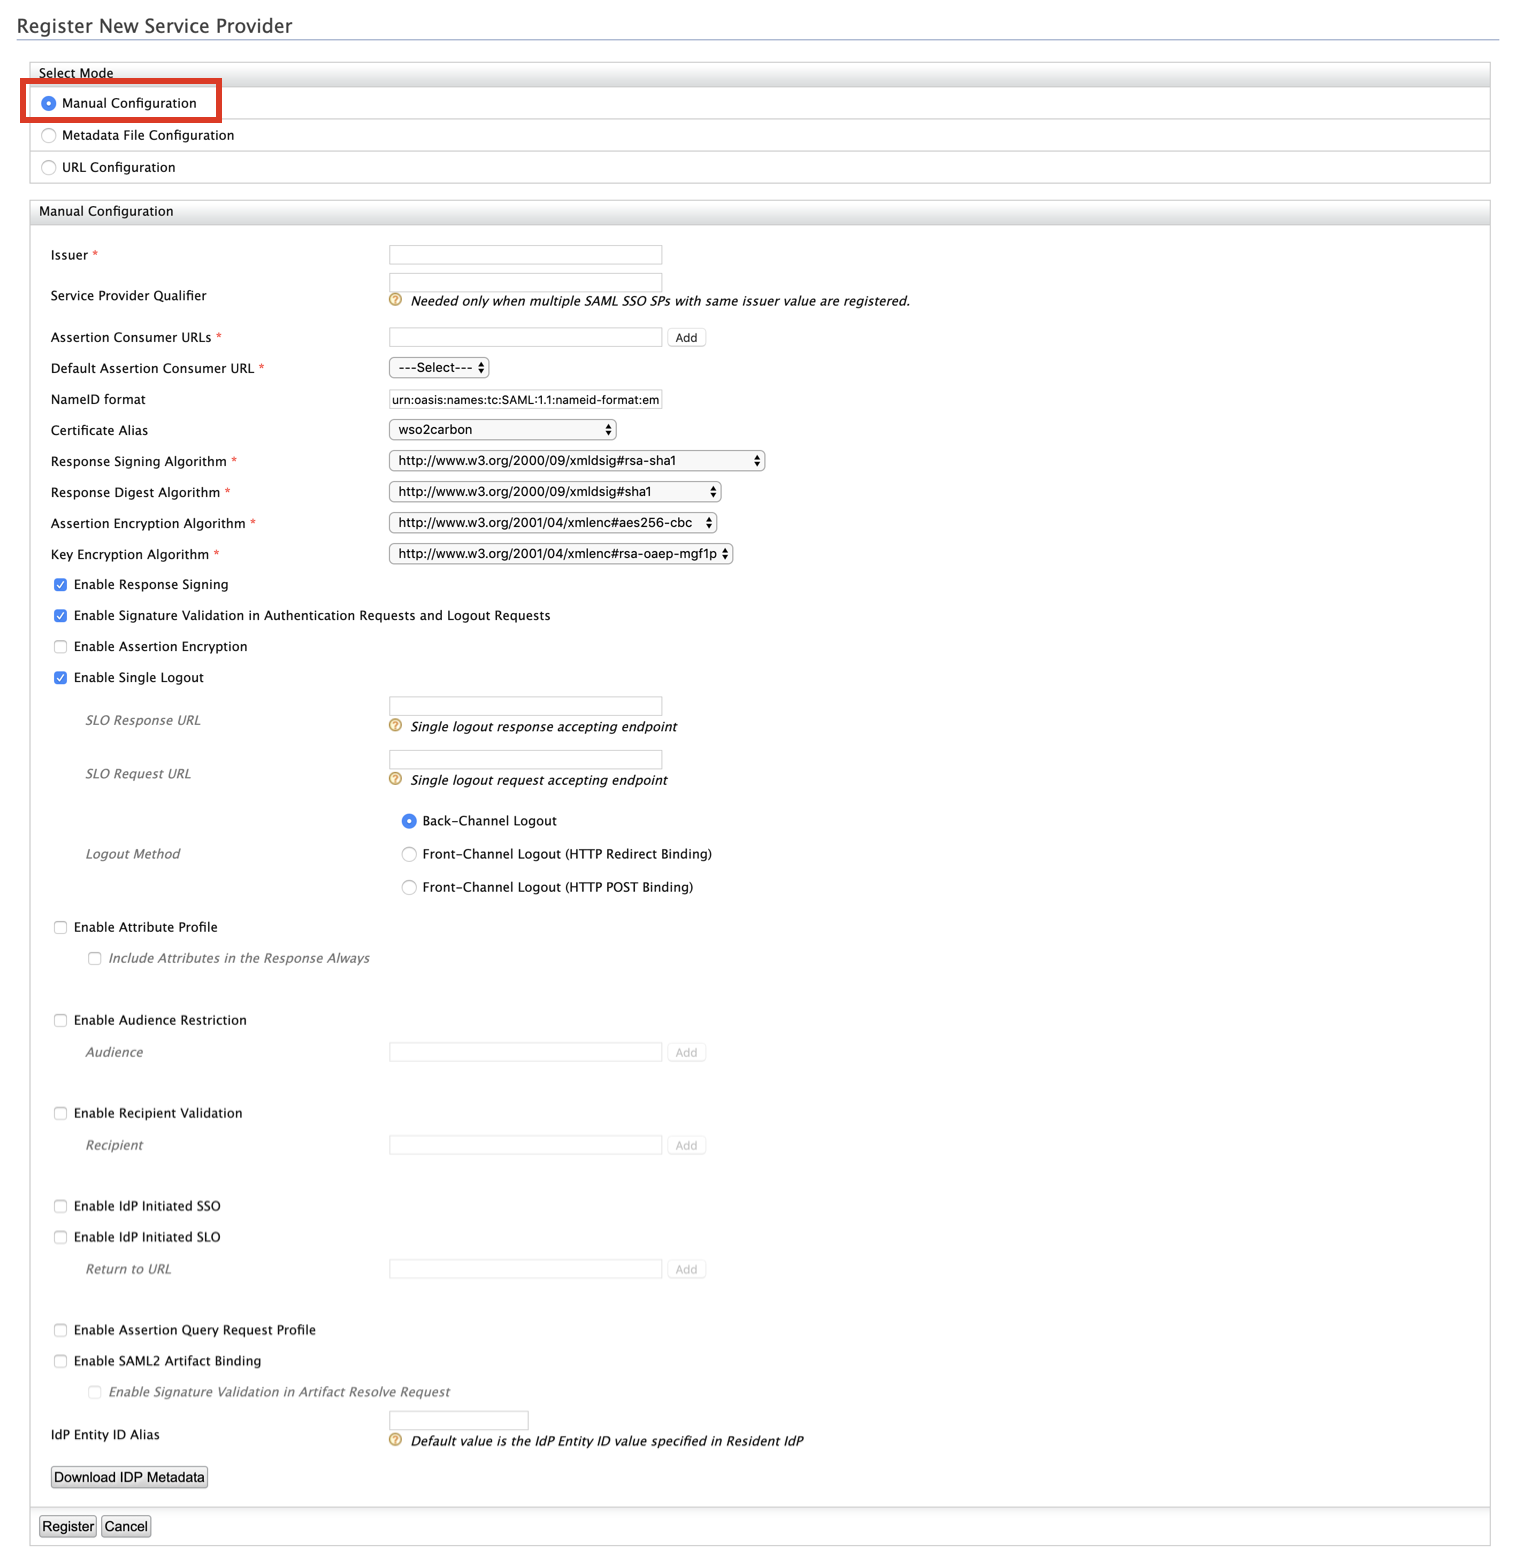 Register New Service Provider
Select Mode
Manual Configuration
Metadata File Configuration
URL Configuration
Manual Configuration
Issuer *
Service Provider Qualifier
Needed only when multiple SAML SSO SPs with same issuer value are registered.
Assertion Consumer URLs * Add
Default Assertion Consumer URL * ---Select---
NameID format urn:oasis:names:tc:SAML:1.1:nameid-format:em
Certificate Alias wso2carbon
Response Signing Algorithm * http://www.w3.org/2000/09/xmldsig#rsa-sha1
Response Digest Algorithm * http://www.w3.org/2000/09/xmldsig#sha1
Assertion Encryption Algorithm * http://www.w3.org/2001/04/xmlenc#aes256-cbc
Key Encryption Algorithm * http://www.w3.org/2001/04/xmlenc#rsa-oaep-mgf1p
Enable Response Signing
Enable Signature Validation in Authentication Requests and Logout Requests
Enable Assertion Encryption
Enable Single Logout
SLO Response URL
? Single logout response accepting endpoint
SLO Request URL
? Single logout request accepting endpoint
Back-Channel Logout
Logout Method Front-Channel Logout (HTTP Redirect Binding)
Front-Channel Logout (HTTP POST Binding)
Enable Attribute Profile
Include Attributes in the Response Always
Enable Audience Restriction
Audience Add
Enable Recipient Validation
Recipient Add
Enable IdP Initiated SSO
Enable IdP Initiated SLO
Return to URL Add
Enable Assertion Query Request Profile
Enable SAML2 Artifact Binding
Enable Signature Validation in Artifact Resolve Request
IdP Entity ID Alias
? Default value is the IdP Entity ID value specified in Resident IdP
Download IDP Metadata
Register Cancel